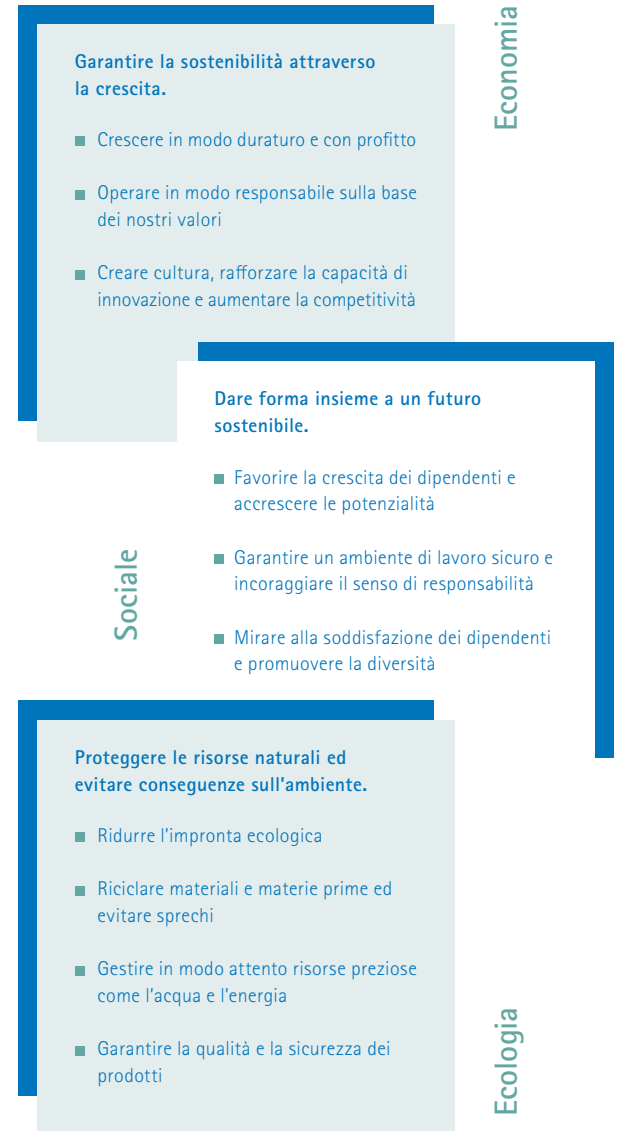 Economia
Garantire la sostenibilità attraverso
la crescita.
Crescere in modo duraturo e con profitto
Operare in modo responsabile sulla base
dei nostri valori
Creare cultura, rafforzare la capacità di
innovazione e aumentare la competitività
Sociale
Dare forma insieme a un futuro
sostenibile.
Favorire la crescita dei dipendenti e
accrescere le potenzialità
Garantire un ambiente di lavoro sicuro e
incoraggiare il senso di responsabilità
Mirare alla soddisfazione dei dipendenti
e promuovere la diversità
Ecologia
Proteggere le risorse naturali ed
evitare conseguenze sull’ambiente.
Ridurre l’impronta ecologica
Riciclare materiali e materie prime ed
evitare sprechi
Gestire in modo attento risorse preziose
come l’acqua e l’energia
Garantire la qualità e la sicurezza dei
prodotti